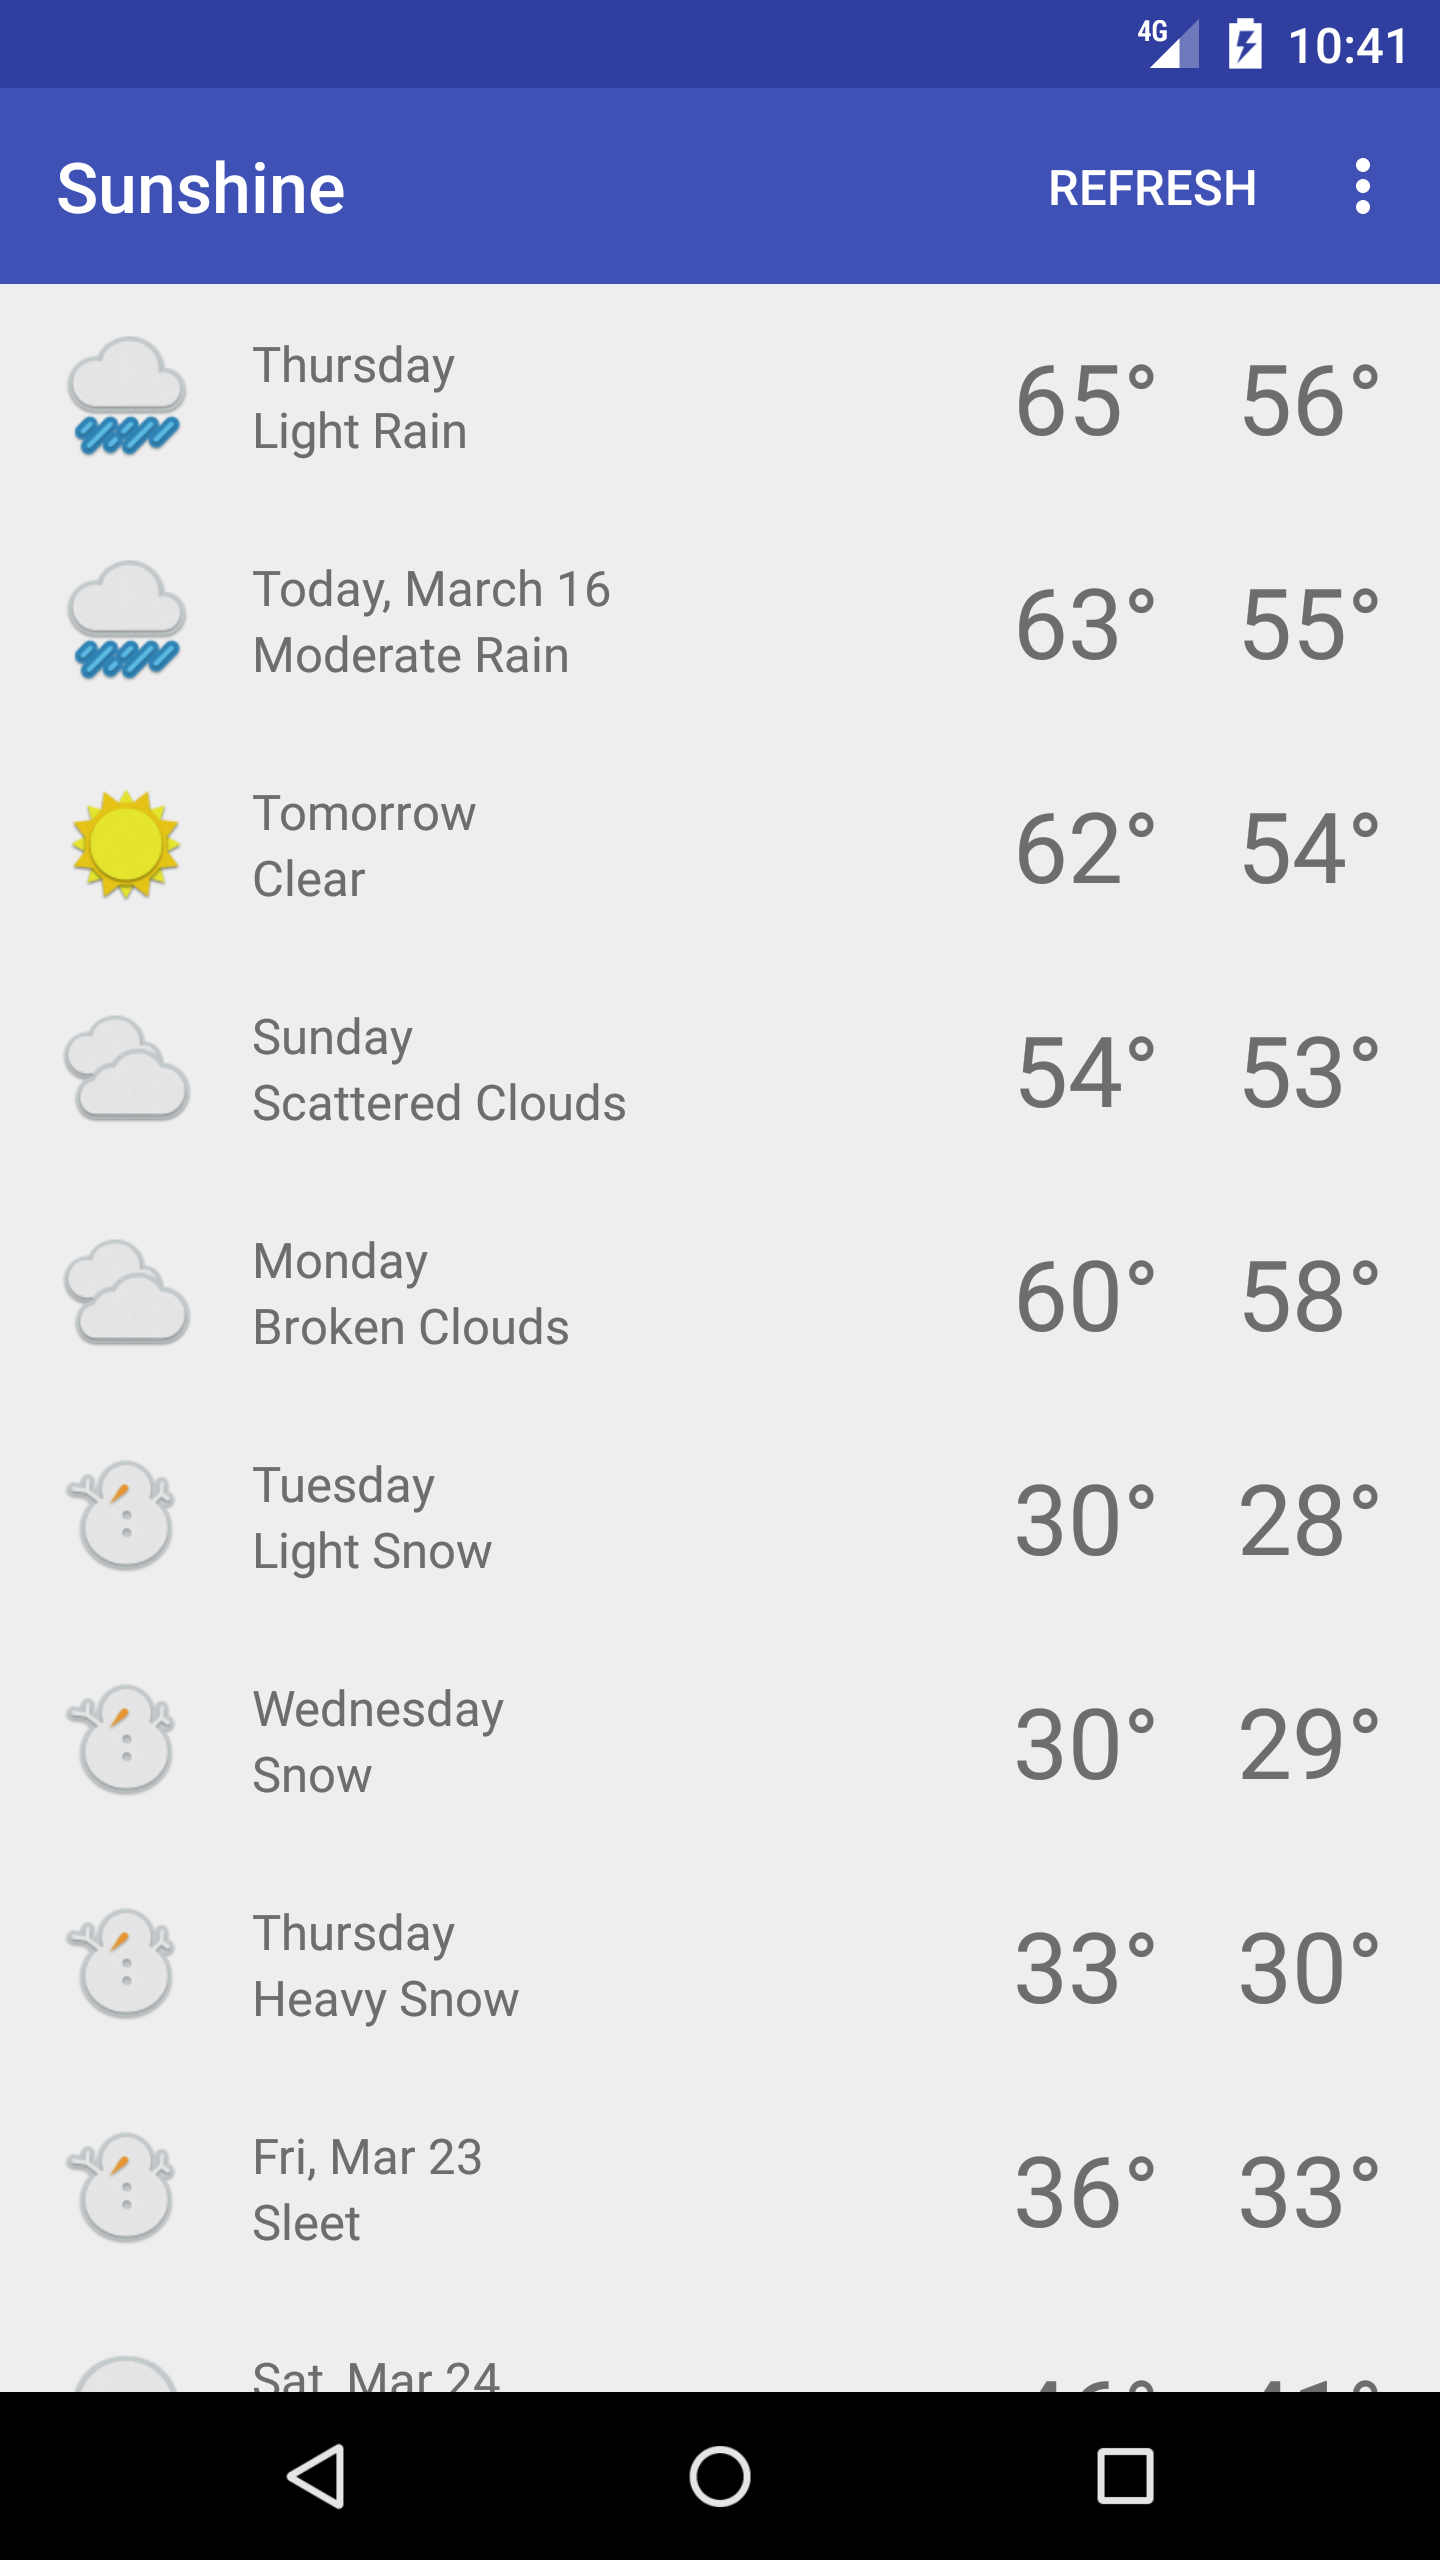 4G 10:41
Sunshine REFRESH
Thursday
Light Rain
65° 56°
Today, March 16
Moderate Rain
63° 55°
Tomorrow
Clear
62° 54°
Sunday
Scattered Clouds
54° 53°
Monday
Broken Clouds
60° 58°
Tuesday
Light Snow
30° 28°
Wednesday
Snow
30° 29°
Thursday
Heavy Snow
33° 30°
Fri, Mar 23
Sleet
36° 33°
Sat, Mar 24
46° 41°